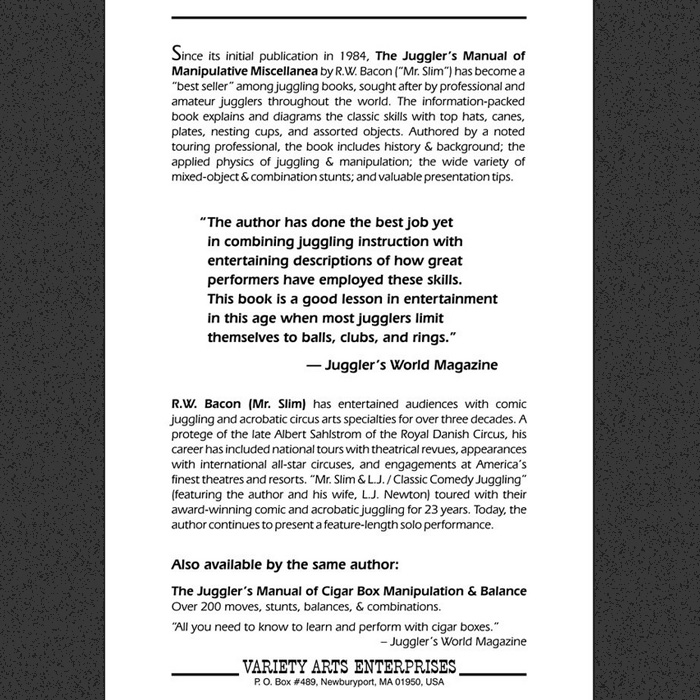 Since its initial publication in 1984, The Juggler's Manual of
Manipulative Miscellanea by R.W. Bacon ("Mr. Slim") has become a
"best seller" among juggling books, sought after by professional and
amateur jugglers throughout the world. The information-packed
book explains and diagrams the classic skills with top hats, canes,
plates, nesting cups, and assorted objects. Authored by a noted
touring professional, the book includes history & background; the
applied physics of juggling & manipulation; the wide variety of
mixed-object & combination stunts; and valuable presentation tips.
"The author has done the best job yet
in combining juggling instruction with
entertaining descriptions of how great
performers have employed these skills.
This book is a good lesson in entertainment
in this age when most jugglers limit
themselves to balls, clubs, and rings."
— Juggler's World Magazine
R.W. Bacon (Mr. Slim) has entertained audiences with comic
juggling and acrobatic circus arts specialties for over three decades. A
protege of the late Albert Sahlstrom of the Royal Danish Circus, his
career has included national tours with theatrical revues, appearances
with international all-star circuses, and engagements at America's
finest theatres and resorts. "Mr. Slim & L.J. / Classic Comedy Juggling"
(featuring the author and his wife, L.J. Newton) toured with their
award-winning comic and acrobatic juggling for 23 years. Today, the
author continues to present a feature-length solo performance.
Also available by the same author:
The Juggler's Manual of Cigar Box Manipulation & Balance
Over 200 moves, stunts, balances, & combinations.
"All you need to know to learn and perform with cigar boxes."
– Juggler's World Magazine
VARIETY ARTS ENTERPRISES
P. O. Box #489, Newburyport, MA 01950, USA